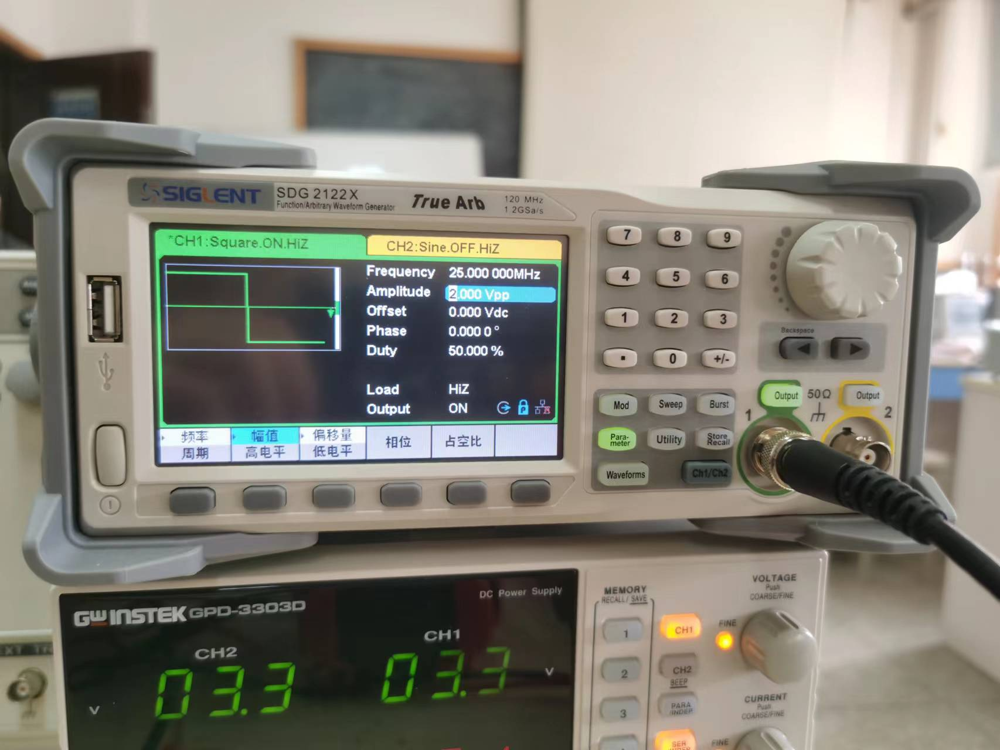 SIGLENT
SDG 2122X
Function/Arbitrary Waveform Generator
True Arb
120 MHz
1.2GSa/s
*CH1:Square.ON.HiZ
CH2:Sine.OFF.HiZ
Frequency 25.000 000MHz
Amplitude 2.000 Vpp
Offset 0.000 Vdc
Phase 0.000 0 °
Duty 50.000 %
Load HiZ
Output ON
频率 幅值 偏移量 相位 占空比
周期 高电平 低电平
7 8 9
4 5 6
1 2 3
. 0 +/-
Backspace
Mod Sweep Burst
Para-
meter
Utility
Store
Recall
Waveforms Ch1/Ch2
Output 50Ω Output
1 2
GWINSTEK GPD-3303D
DC Power Supply
CH2 CH1
V 03.3 03.3 V
MEMORY
RECALL/ SAVE
1
2
3
CH1
CH2
BEEP
PARA
/INDEP
SER
/INDEP
VOLTAGE
Push
COARSE/FINE
FINE
CURRENT
Push
COARSE/FINE
FINE